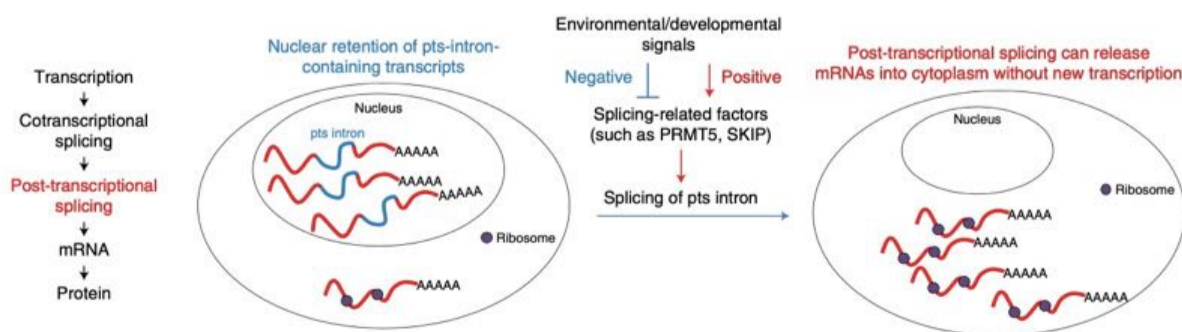 Transcription
Cotranscriptional
splicing
Post-transcriptional
splicing
mRNA
Protein
Nuclear retention of pts-intron-
containing transcripts
Nucleus
pts intron
AAAAA
AAAAA
AAAAA
Ribosome
AAAAA
Environmental/developmental
signals
Negative
Positive
Splicing-related factors
(such as PRMT5, SKIP)
Splicing of pts intron
Post-transcriptional splicing can release
mRNAs into cytoplasm without new transcription
Nucleus
Ribosome
AAAAA
AAAAA
AAAAA
AAAAA